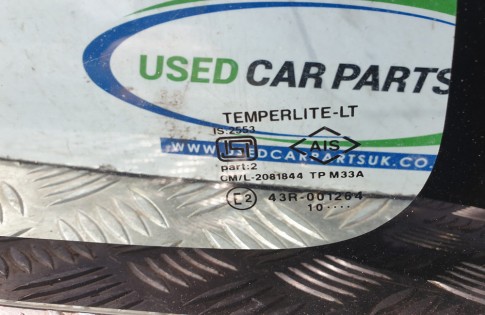 USED CAR PARTS
TEMPERLITE-LT
IS:2553
AIS
WWW.USEDCARPARTSUK.CO.
part:2
CM/L-2081844 TP M33A
E2 43R-001264
10····